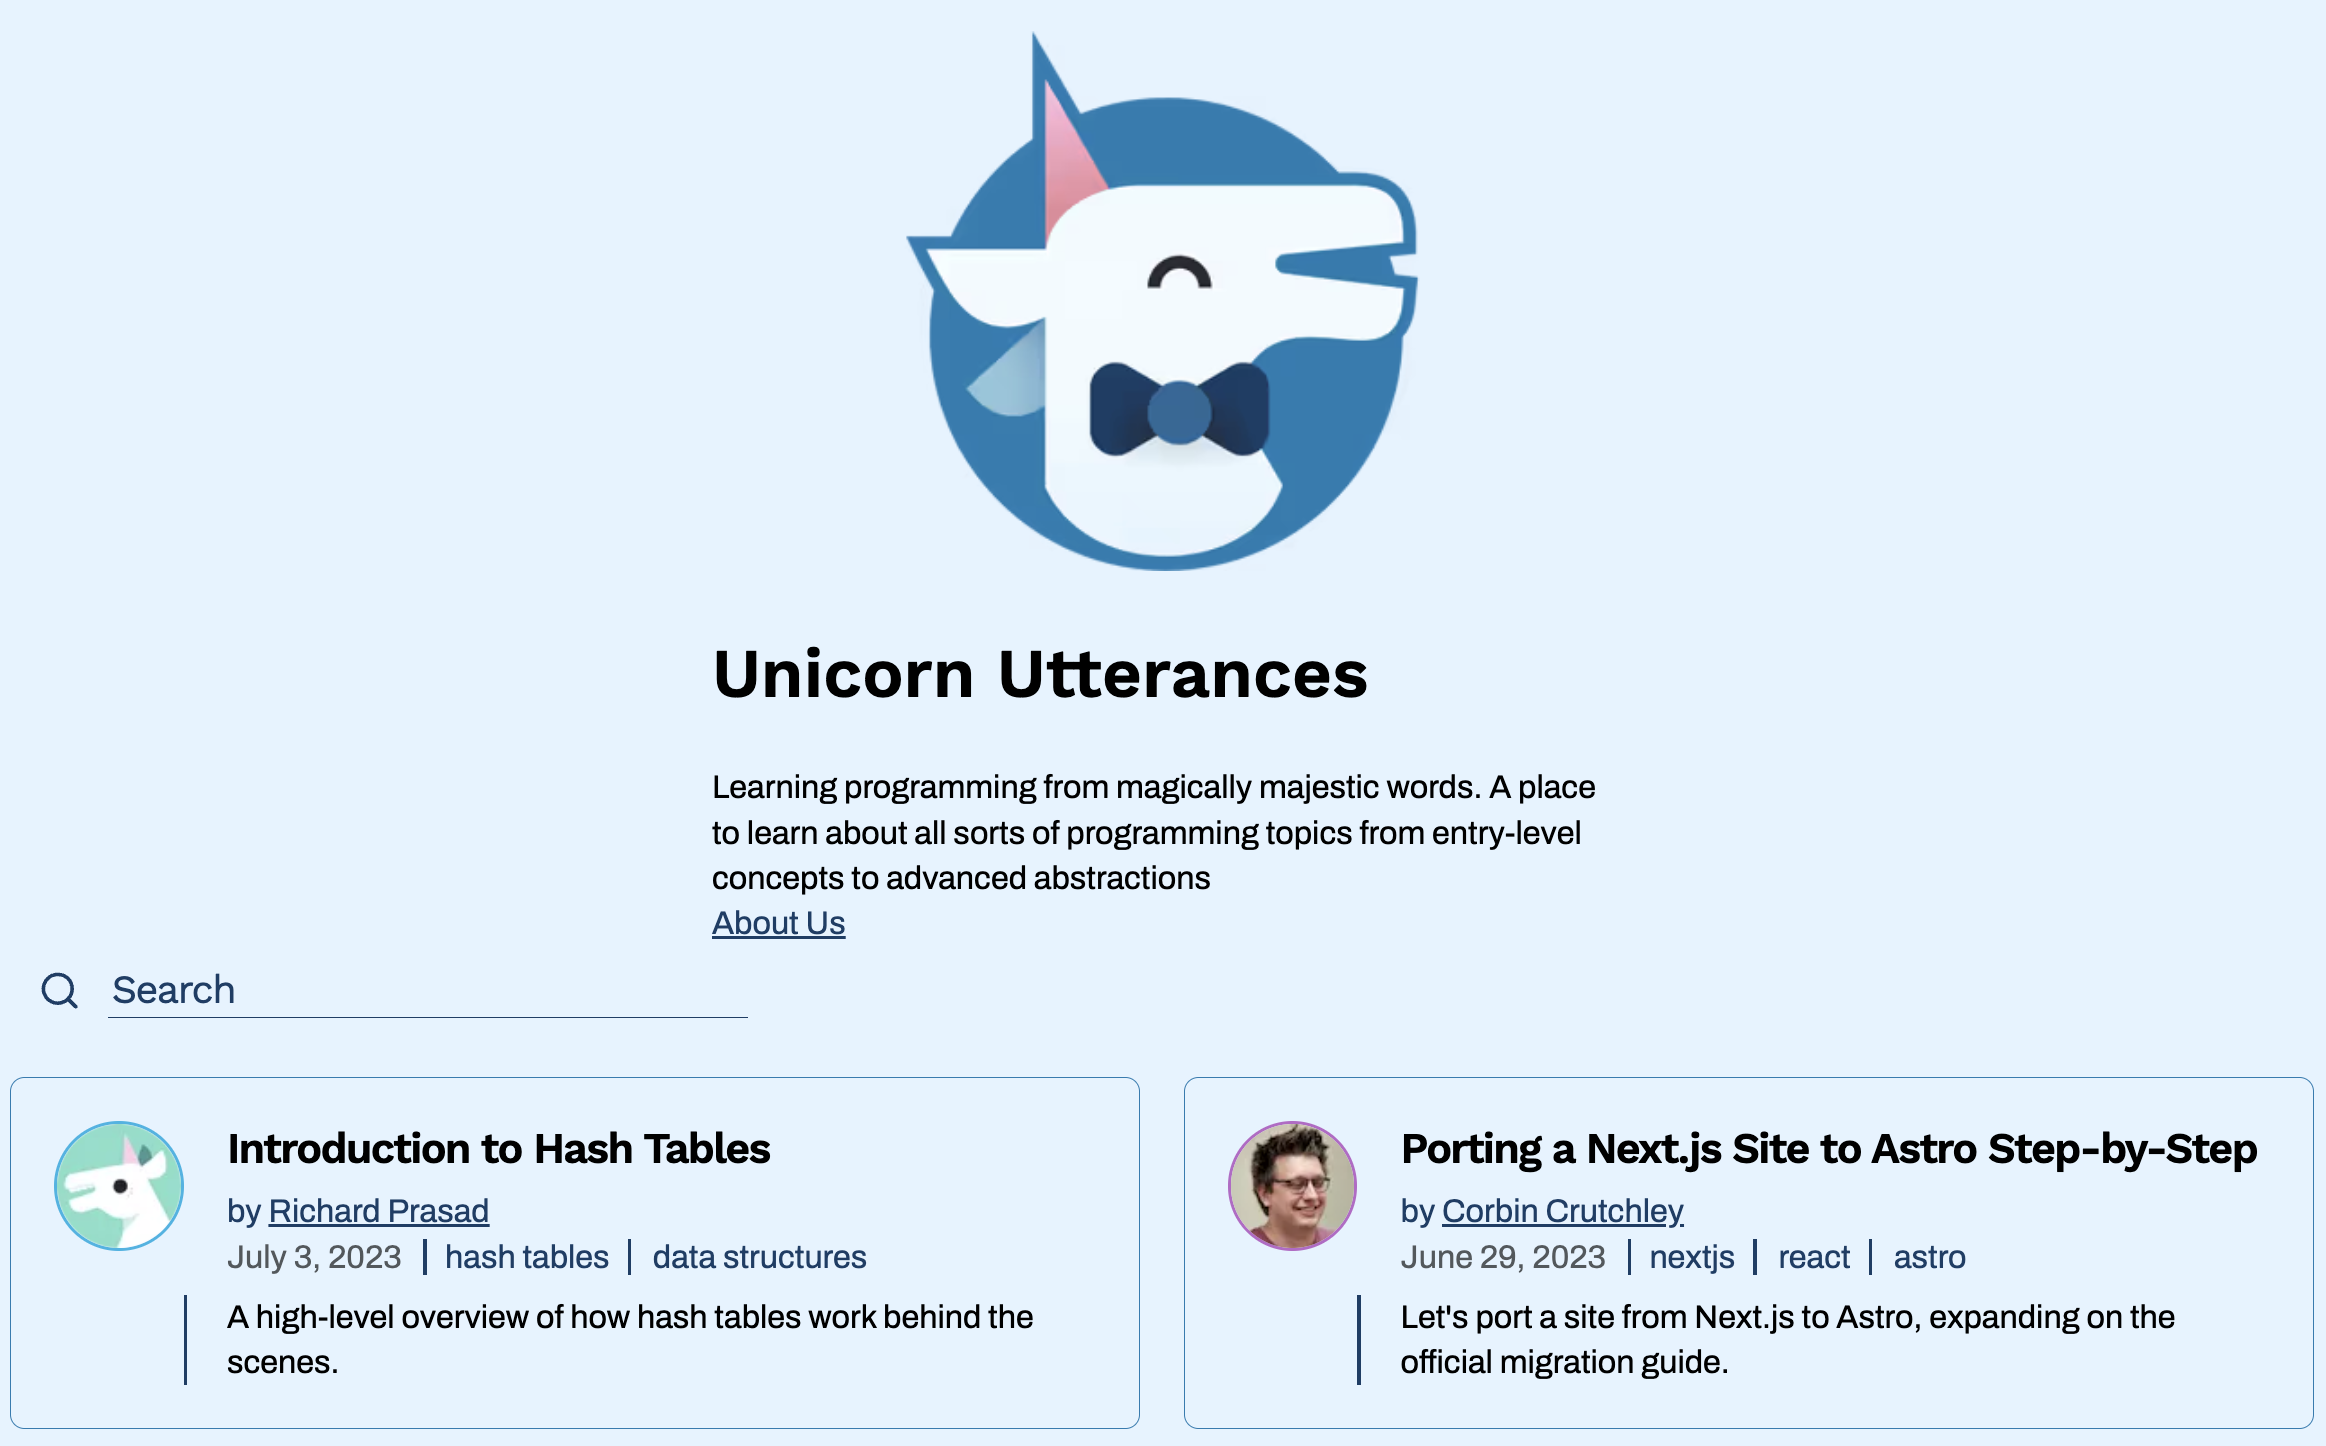 Unicorn Utterances
Learning programming from magically majestic words. A place
to learn about all sorts of programming topics from entry-level
concepts to advanced abstractions
About Us
Search
Introduction to Hash Tables
by Richard Prasad
July 3, 2023 | hash tables | data structures
A high-level overview of how hash tables work behind the
scenes.
Porting a Next.js Site to Astro Step-by-Step
by Corbin Crutchley
June 29, 2023 | nextjs | react | astro
Let's port a site from Next.js to Astro, expanding on the
official migration guide.